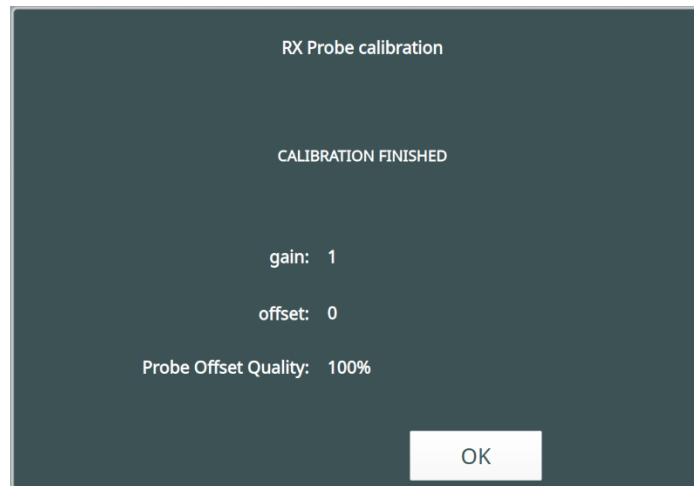 RX Probe calibration
CALIBRATION FINISHED
gain: 1
offset: 0
Probe Offset Quality: 100%
OK